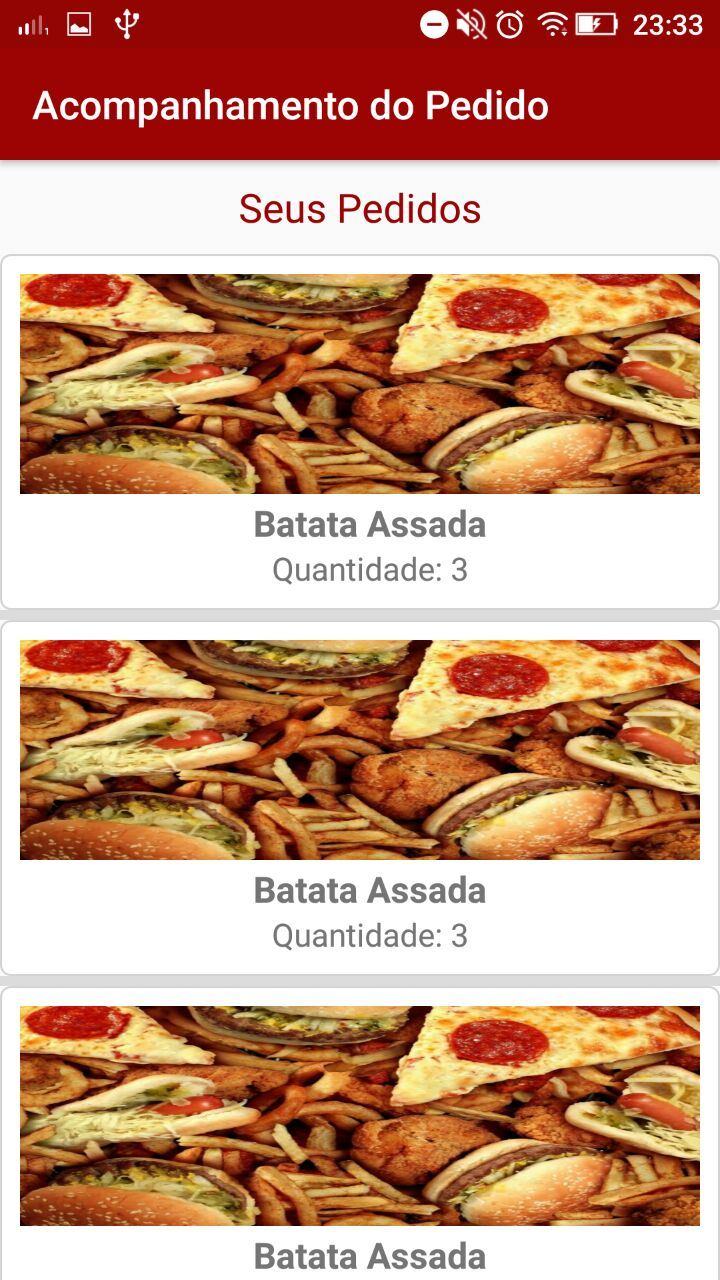 23:33
Acompanhamento do Pedido
Seus Pedidos
Batata Assada
Quantidade: 3
Batata Assada
Quantidade: 3
Batata Assada